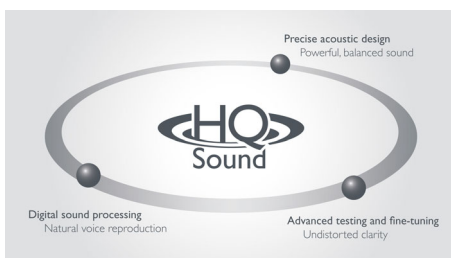 Precise acoustic design
Powerful, balanced sound
HQ
Sound
Digital sound processing
Natural voice reproduction
Advanced testing and fine-tuning
Undistorted clarity